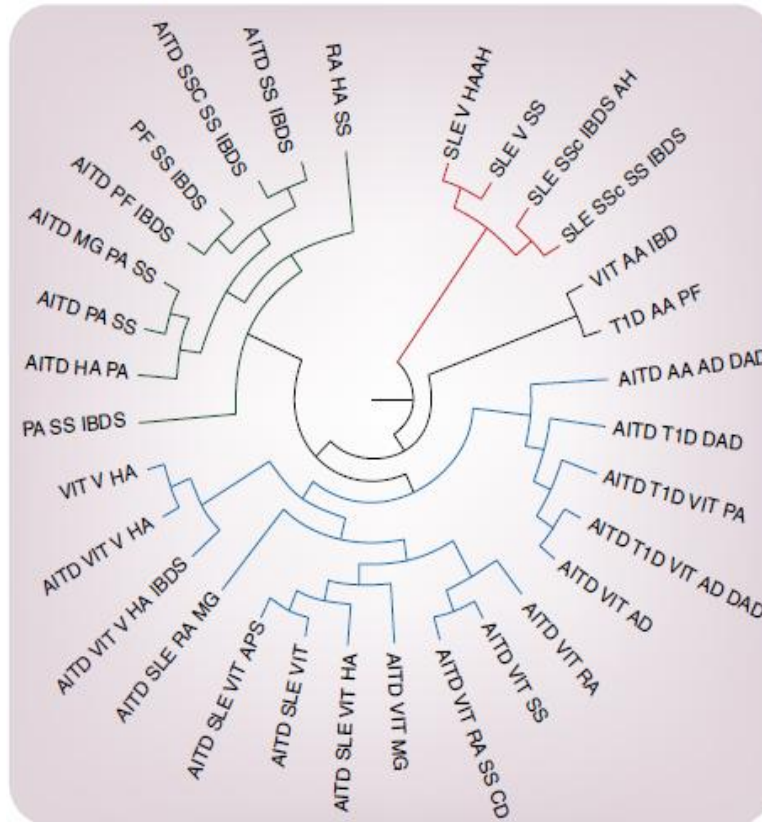 RA HA SS
AITD SS IBDS
AITD SSC SS IBDS
PF SS IBDS
AITD PF IBDS
AITD MG PA SS
AITD PA SS
AITD HA PA
PA SS IBDS
VIT V HA
AITD VIT V HA
AITD VIT V HA IBDS
AITD SLE RA MG
AITD SLE VIT APS
AITD SLE VIT
AITD SLE VIT HA
AITD VIT MG
AITD VIT RA SS CD
AITD VIT SS
AITD VIT RA
AITD VIT AD
AITD T1D VIT AD DAD
AITD T1D VIT PA
AITD T1D DAD
AITD AA AD DAD
T1D AA PF
VIT AA IBD
SLE SSc SS IBDS
SLE SSc IBDS AH
SLE V SS
SLE V HAAH